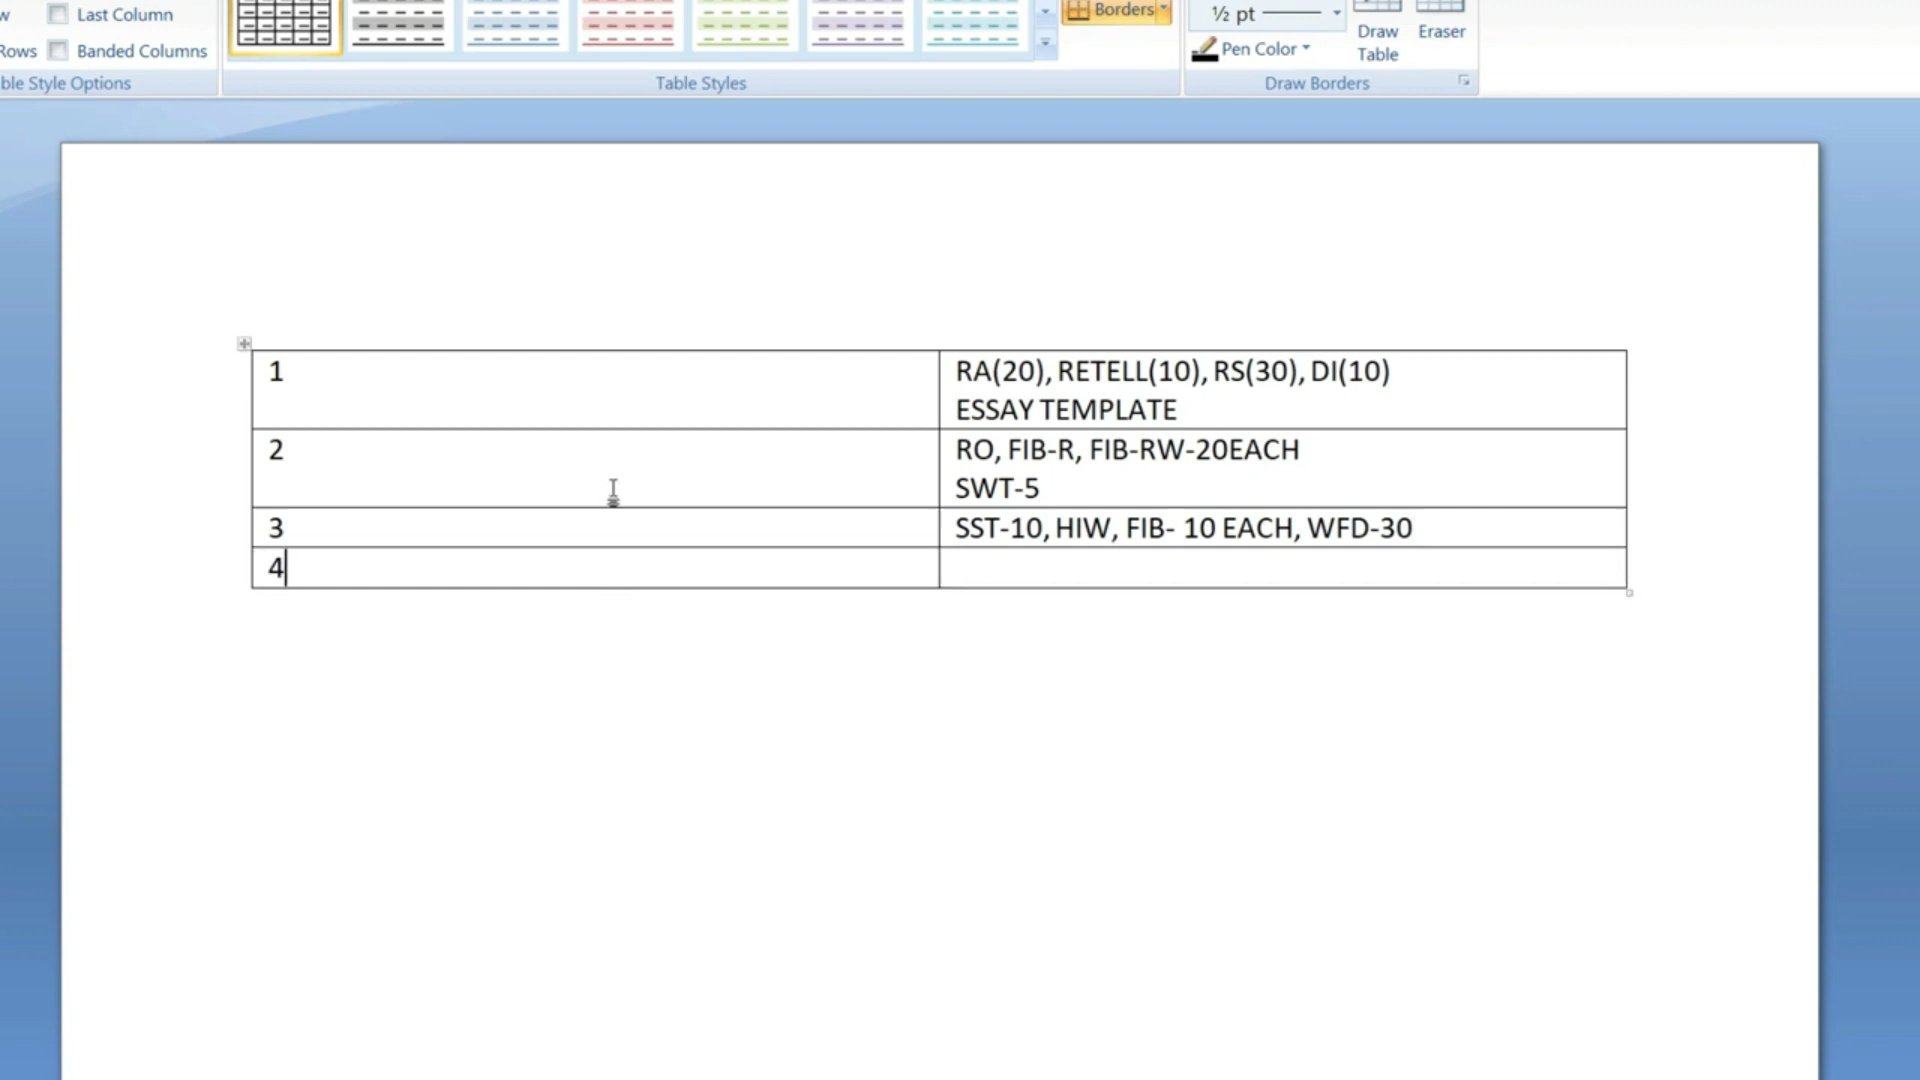 Last Column
Rows Banded Columns
ble Style Options
Table Styles
Borders
½ pt
Pen Color
Draw Table
Eraser
Draw Borders
1 RA(20), RETELL(10), RS(30), DI(10)
ESSAY TEMPLATE
2 RO, FIB-R, FIB-RW-20EACH
SWT-5
3 SST-10, HIW, FIB- 10 EACH, WFD-30
4